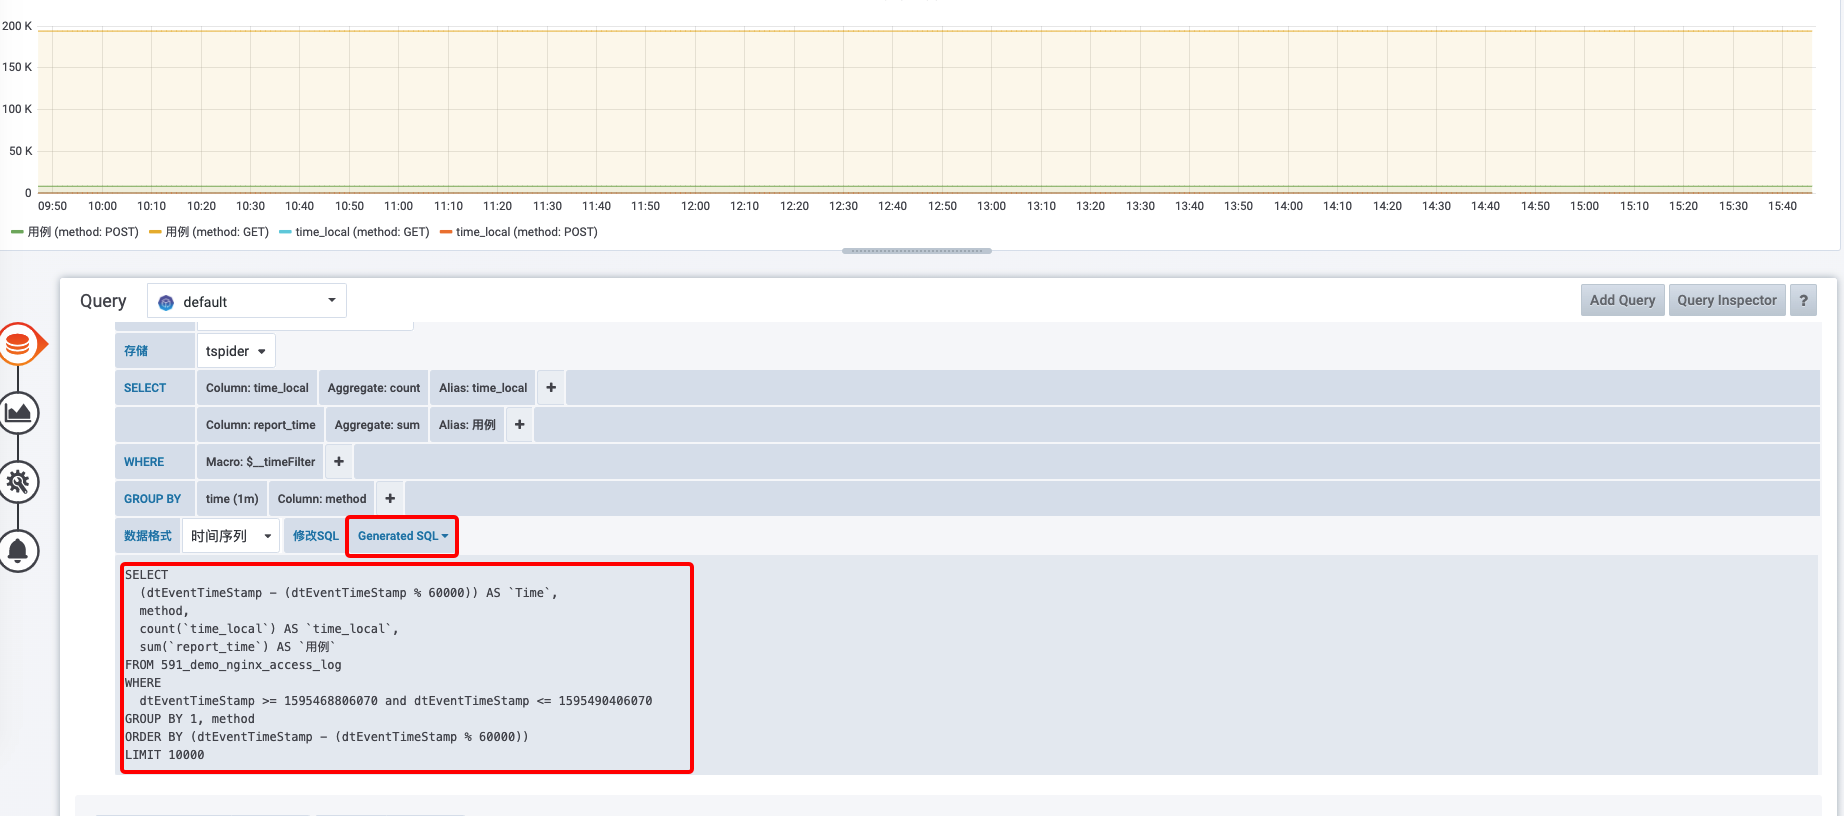 200 K
150 K
100 K
50 K
0
09:50 10:00 10:10 10:20 10:30 10:40 10:50 11:00 11:10 11:20 11:30 11:40 11:50 12:00 12:10 12:20 12:30 12:40 12:50 13:00 13:10 13:20 13:30 13:40 13:50 14:00 14:10 14:20 14:30 14:40 14:50 15:00 15:10 15:20 15:30 15:40
用例 (method: POST) 用例 (method: GET) time_local (method: GET) time_local (method: POST)
Query default Add Query Query Inspector ?
存储 tspider
SELECT Column: time_local Aggregate: count Alias: time_local +
Column: report_time Aggregate: sum Alias: 用例 +
WHERE Macro: $__timeFilter +
GROUP BY time (1m) Column: method +
数据格式 时间序列 修改SQL Generated SQL
SELECT
(dtEventTimeStamp - (dtEventTimeStamp % 60000)) AS `Time`,
method,
count(`time_local`) AS `time_local`,
sum(`report_time`) AS `用例`
FROM 591_demo_nginx_access_log
WHERE
dtEventTimeStamp >= 1595468806070 and dtEventTimeStamp <= 1595490406070
GROUP BY 1, method
ORDER BY (dtEventTimeStamp - (dtEventTimeStamp % 60000))
LIMIT 10000